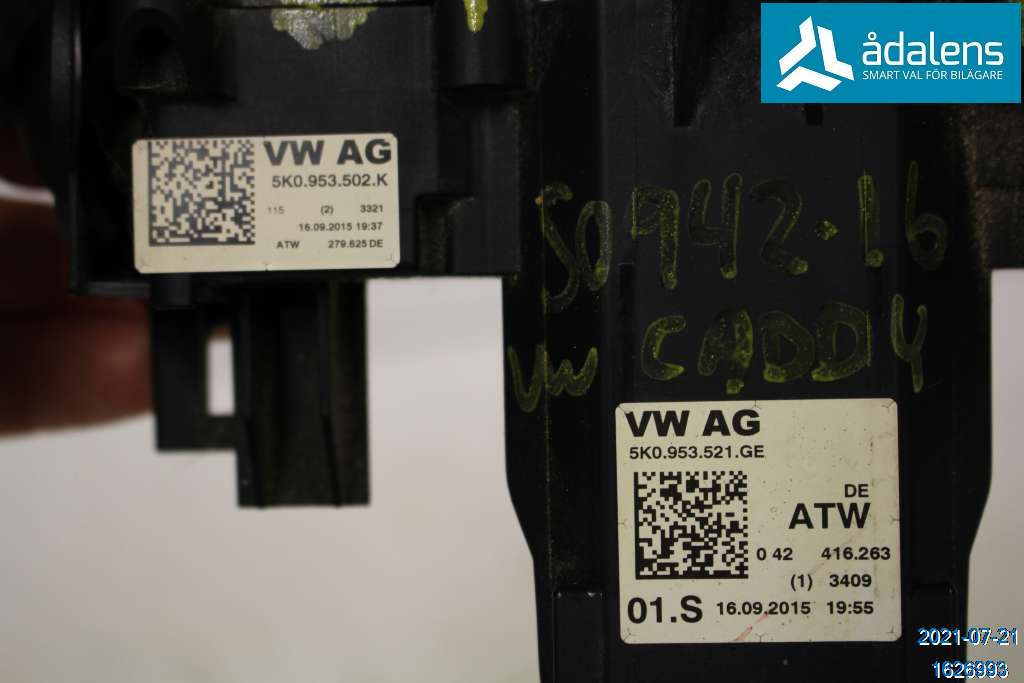 ådalens
SMART VAL FÖR BILÄGARE
VW AG
5K0.953.502.K
115 (2) 3321
16.09.2015 19:37
ATW 279.625 DE
50942.16
VW CADDY
VW AG
5K0.953.521.GE
DE
ATW
0 42 416.263
(1) 3409
01.S 16.09.2015 19:55
2021-07-21
1626993